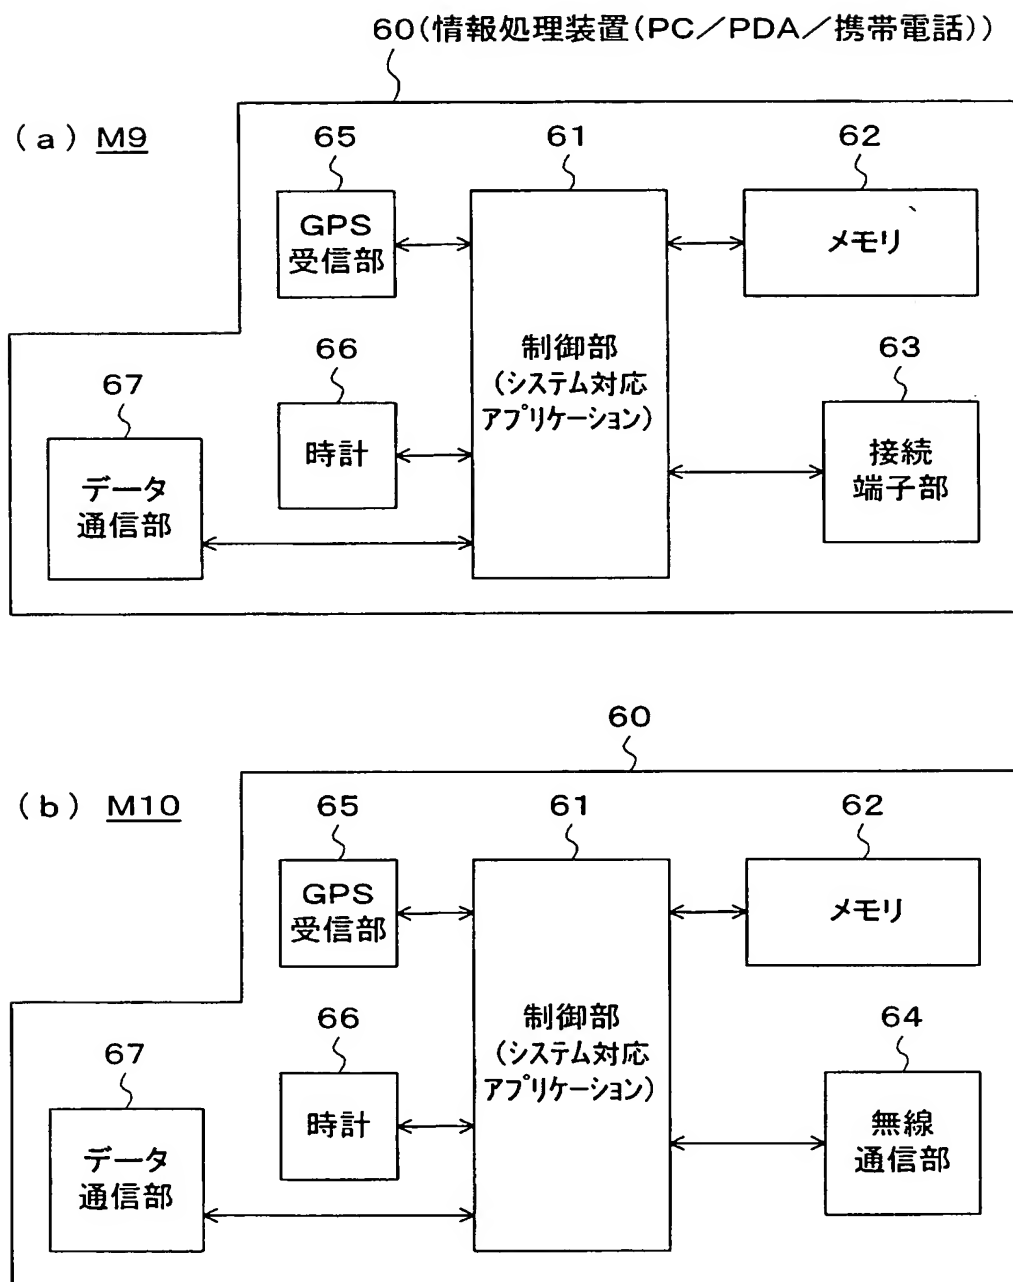 60(情報処理装置(PC／PDA／携帯電話))
(a) M9
65
61
62
GPS
受信部
メモリ
制御部
(システム対応
アプリケーション)
66
時計
63
接続
端子部
67
データ
通信部
60
(b) M10
65
61
62
GPS
受信部
メモリ
制御部
(システム対応
アプリケーション)
66
時計
64
無線
通信部
67
データ
通信部